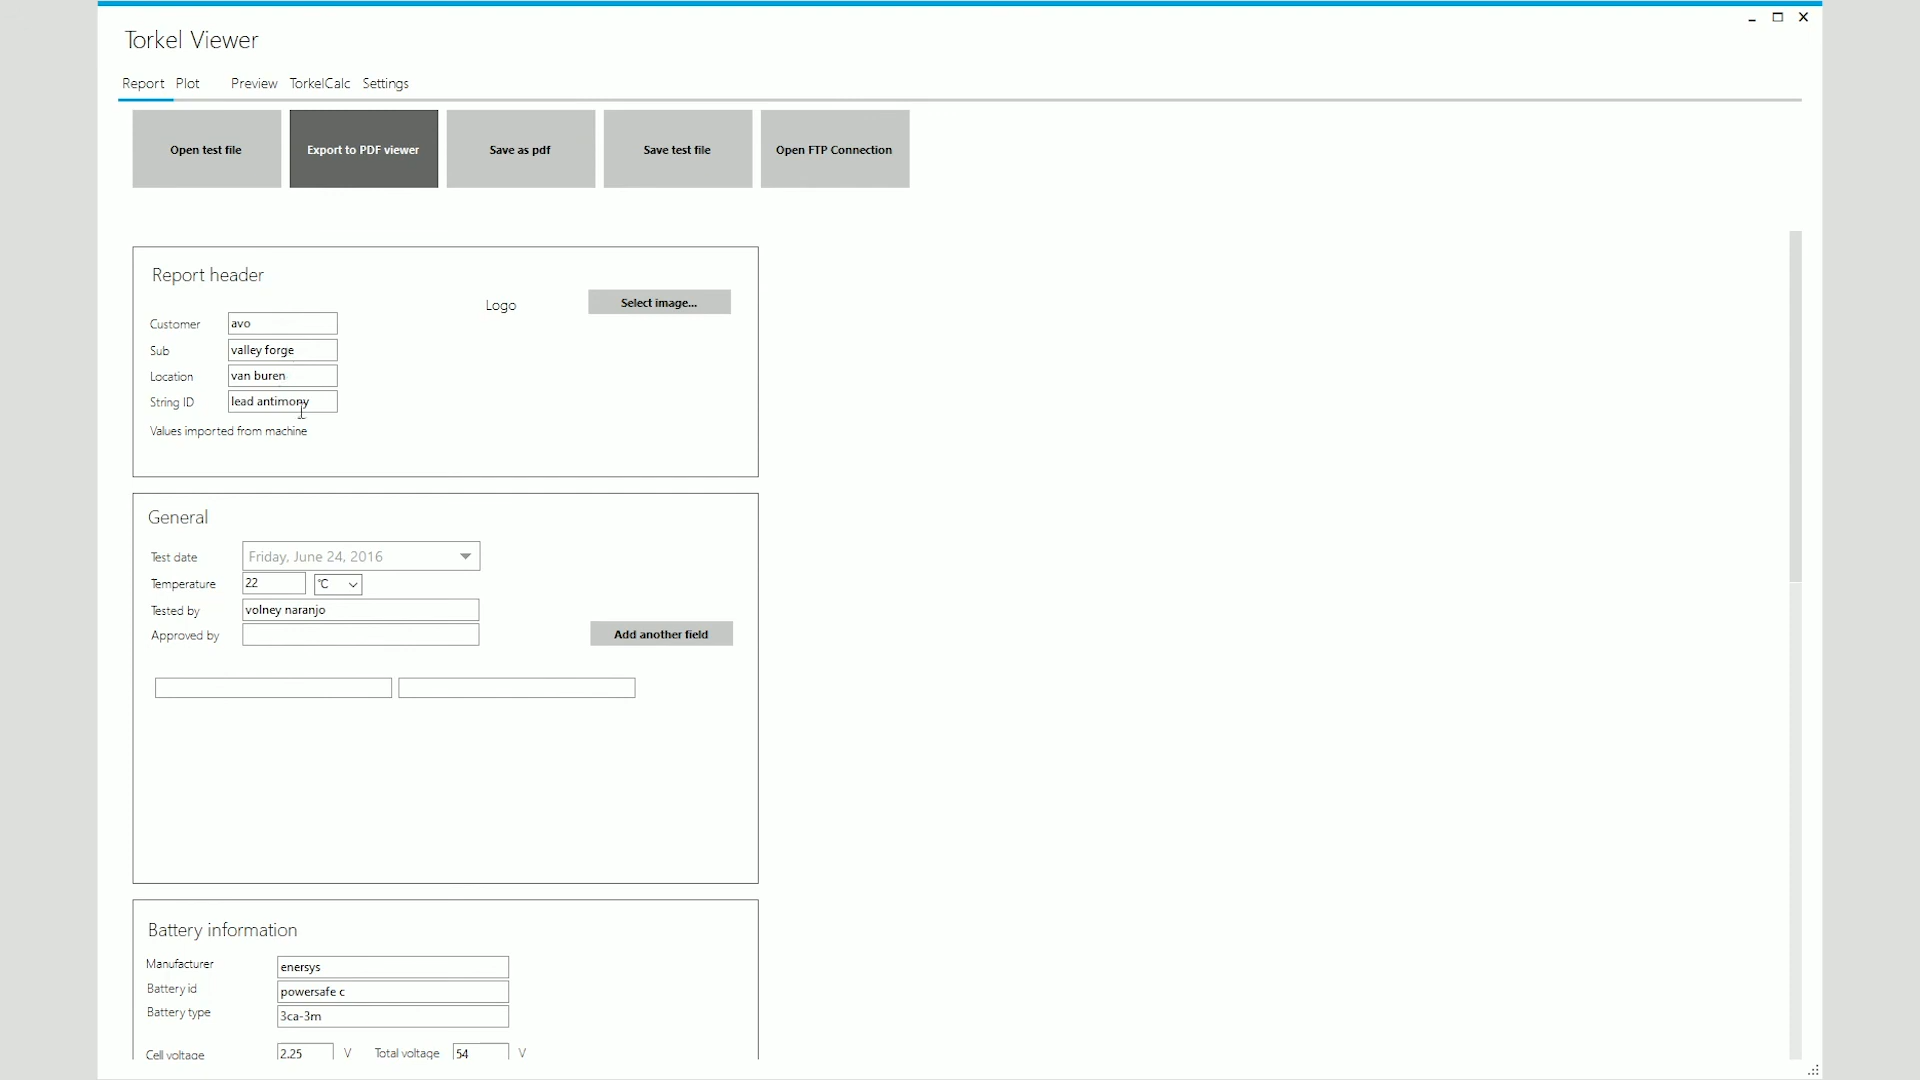 Torkel Viewer
Report Plot Preview TorkelCalc Settings
Open test file Export to PDF viewer Save as pdf Save test file Open FTP Connection
Report header
Logo Select image...
Customer avo
Sub valley forge
Location van buren
String ID lead antimony
Values imported from machine
General
Test date Friday, June 24, 2016
Temperature 22 °C
Tested by volney naranjo
Approved by
Add another field
Battery information
Manufacturer enersys
Battery id powersafe c
Battery type 3ca-3m
Cell voltage 2.25 V Total voltage 54 V